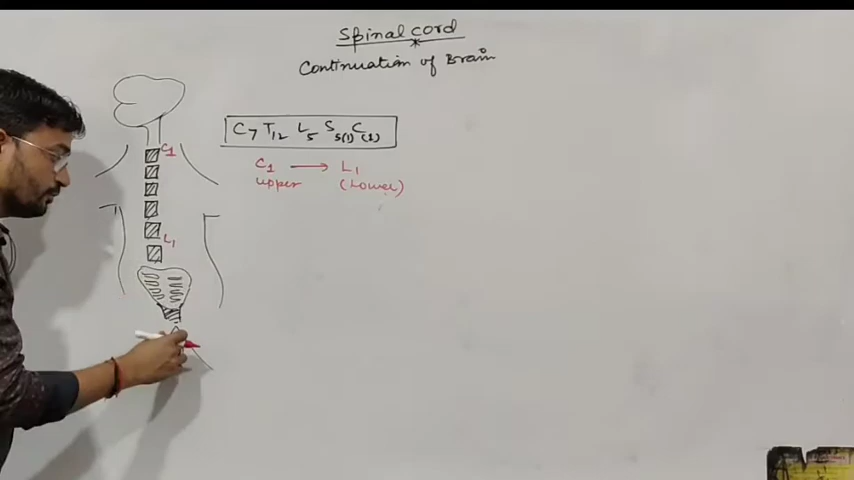 Spinal cord
Continuation of Brain
C7 T12 L5 S5(1) C(1)
C1 → L1
upper (Lower)
C1
L1